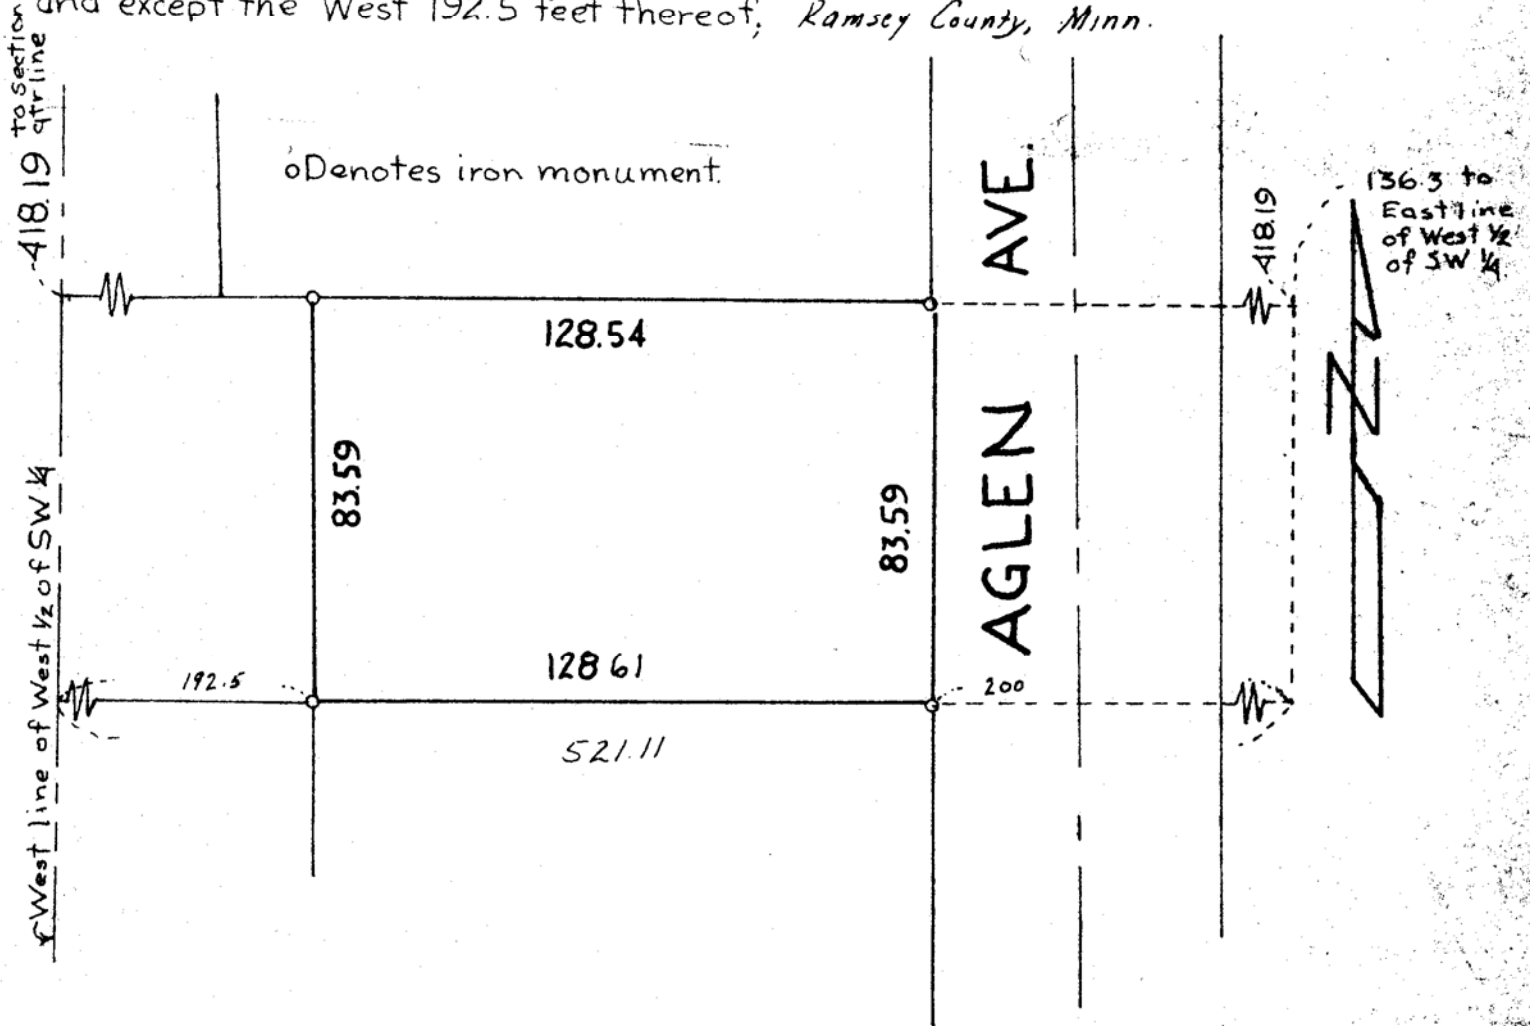 and except the West 192.5 feet thereof, Ramsey County, Minn.
418.19 to section
qtr line
oDenotes iron monument.
AGLEN AVE.
418.19
136.3 to
East line
of West 1/2
of SW 1/4
N
128.54
83.59
83.59
West line of West 1/2 of SW 1/4
192.5
128 61
200
521.11